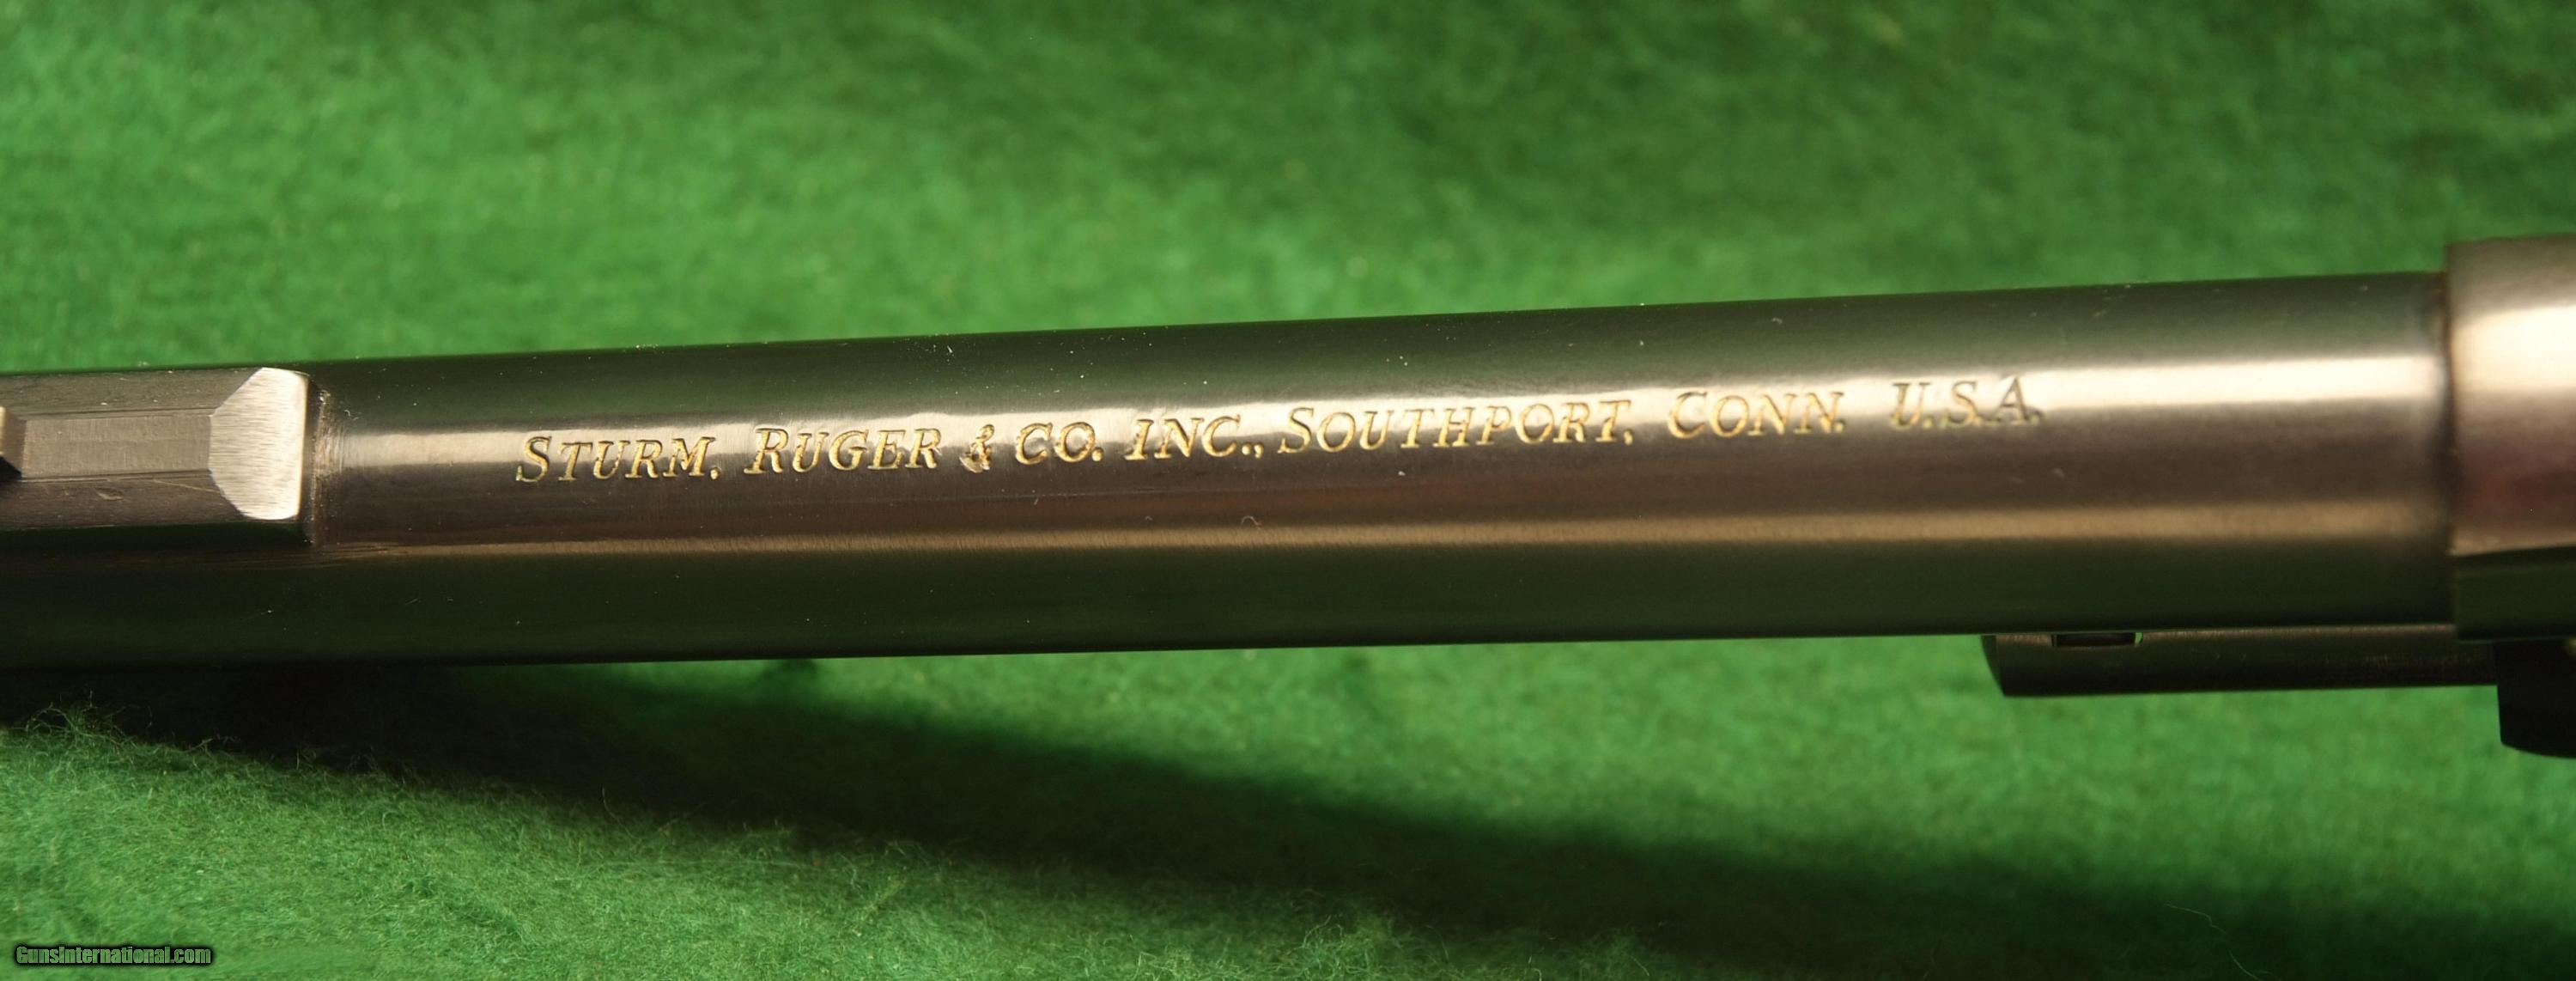 STURM, RUGER & CO. INC., SOUTHPORT, CONN. U.S.A.
GunsInternational.com